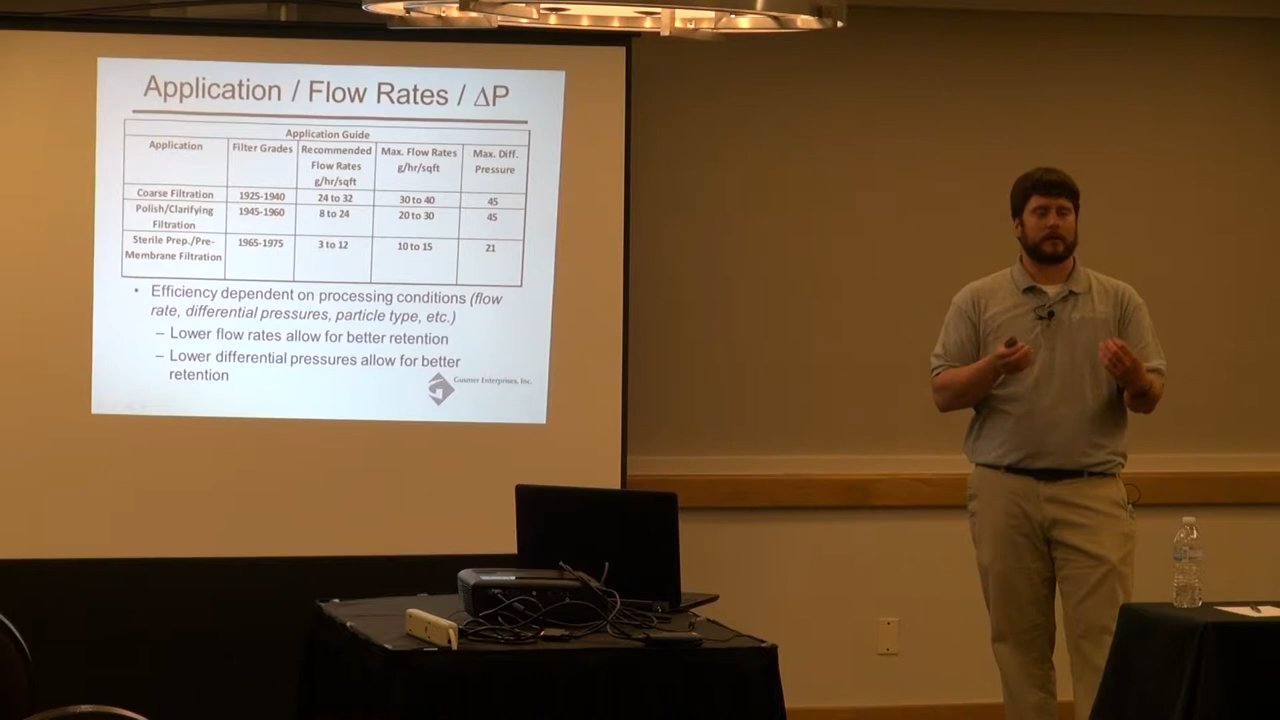 Application / Flow Rates / ΔP
Application Guide
Application
Filter Grades
Recommended
Flow Rates
g/hr/sqft
Max. Flow Rates
g/hr/sqft
Max. Diff.
Pressure
Coarse Filtration
1925-1940
24 to 32
30 to 40
45
Polish/Clarifying
Filtration
1945-1960
8 to 24
20 to 30
45
Sterile Prep./Pre-
Membrane Filtration
1965-1975
3 to 12
10 to 15
21
• Efficiency dependent on processing conditions (flow
rate, differential pressures, particle type, etc.)
– Lower flow rates allow for better retention
– Lower differential pressures allow for better
retention
Gusmer Enterprises, Inc.